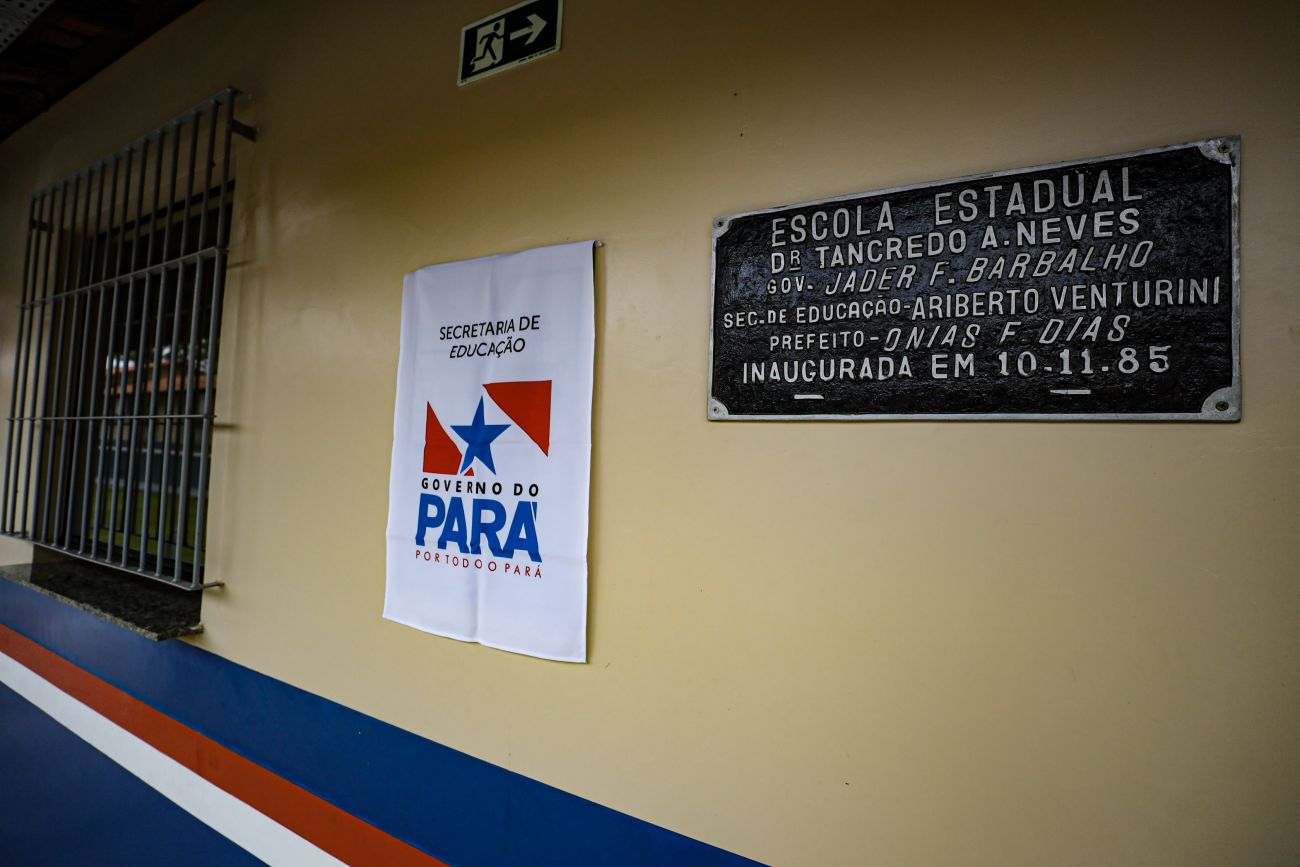 SECRETARIA DE
EDUCAÇÃO
GOVERNO DO
PARÁ
POR TODO O PARÁ
ESCOLA ESTADUAL
DR TANCREDO A. NEVES
GOV. JADER F. BARBALHO
SEC. DE EDUCAÇÃO-ARIBERTO VENTURINI
PREFEITO-ONIAS F. DIAS
INAUGURADA EM 10.11.85